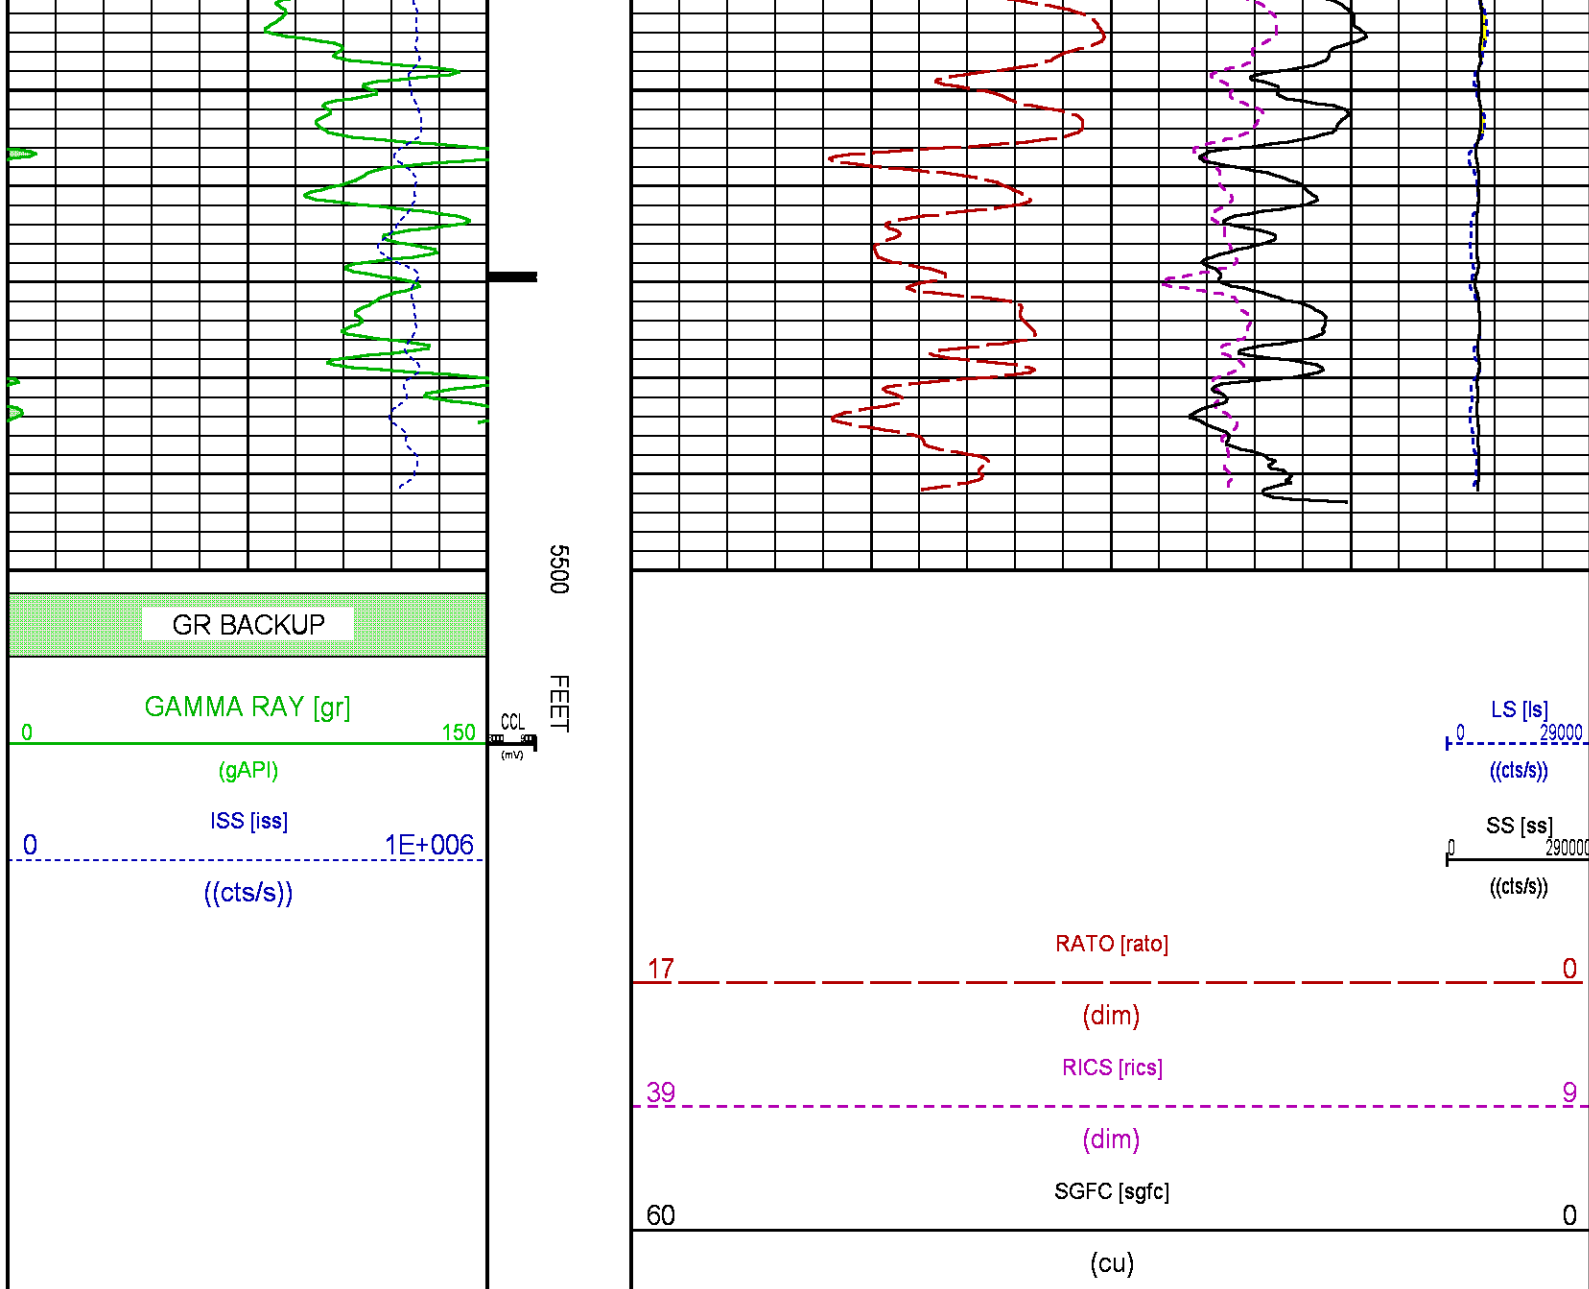 5500
FEET
GR BACKUP
GAMMA RAY [gr]
0 150
(gAPI)
ISS [iss]
0 1E+006
((cts/s))
CCL
(mV)
LS [ls]
0 29000
((cts/s))
SS [ss]
0 290000
((cts/s))
RATO [rato]
17 0
(dim)
RICS [rics]
39 9
(dim)
SGFC [sgfc]
60 0
(cu)